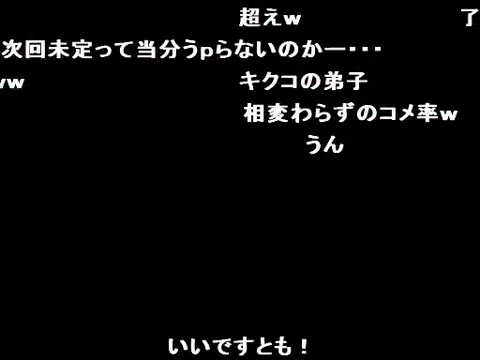 超えw 了
次回未定って当分うpらないのかー・・・
ww キクコの弟子
相変わらずのコメ率w
うん
いいですとも！